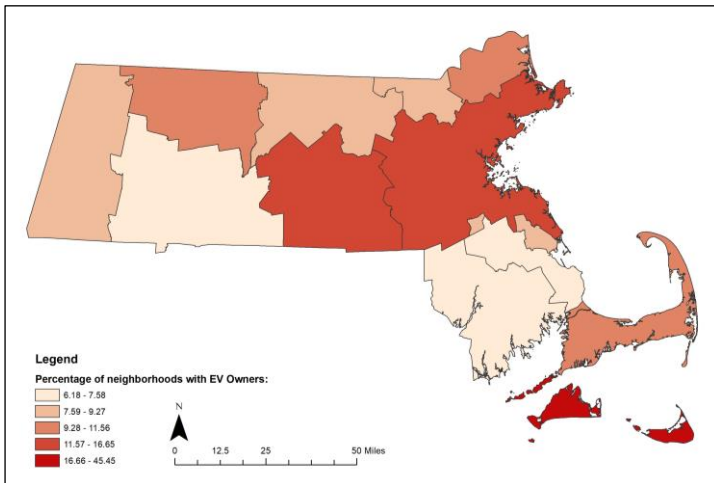 Legend
Percentage of neighborhoods with EV Owners:
6.18 - 7.58
7.59 - 9.27
9.28 - 11.56
11.57 - 16.65
16.66 - 45.45
N
0 12.5 25 50 Miles